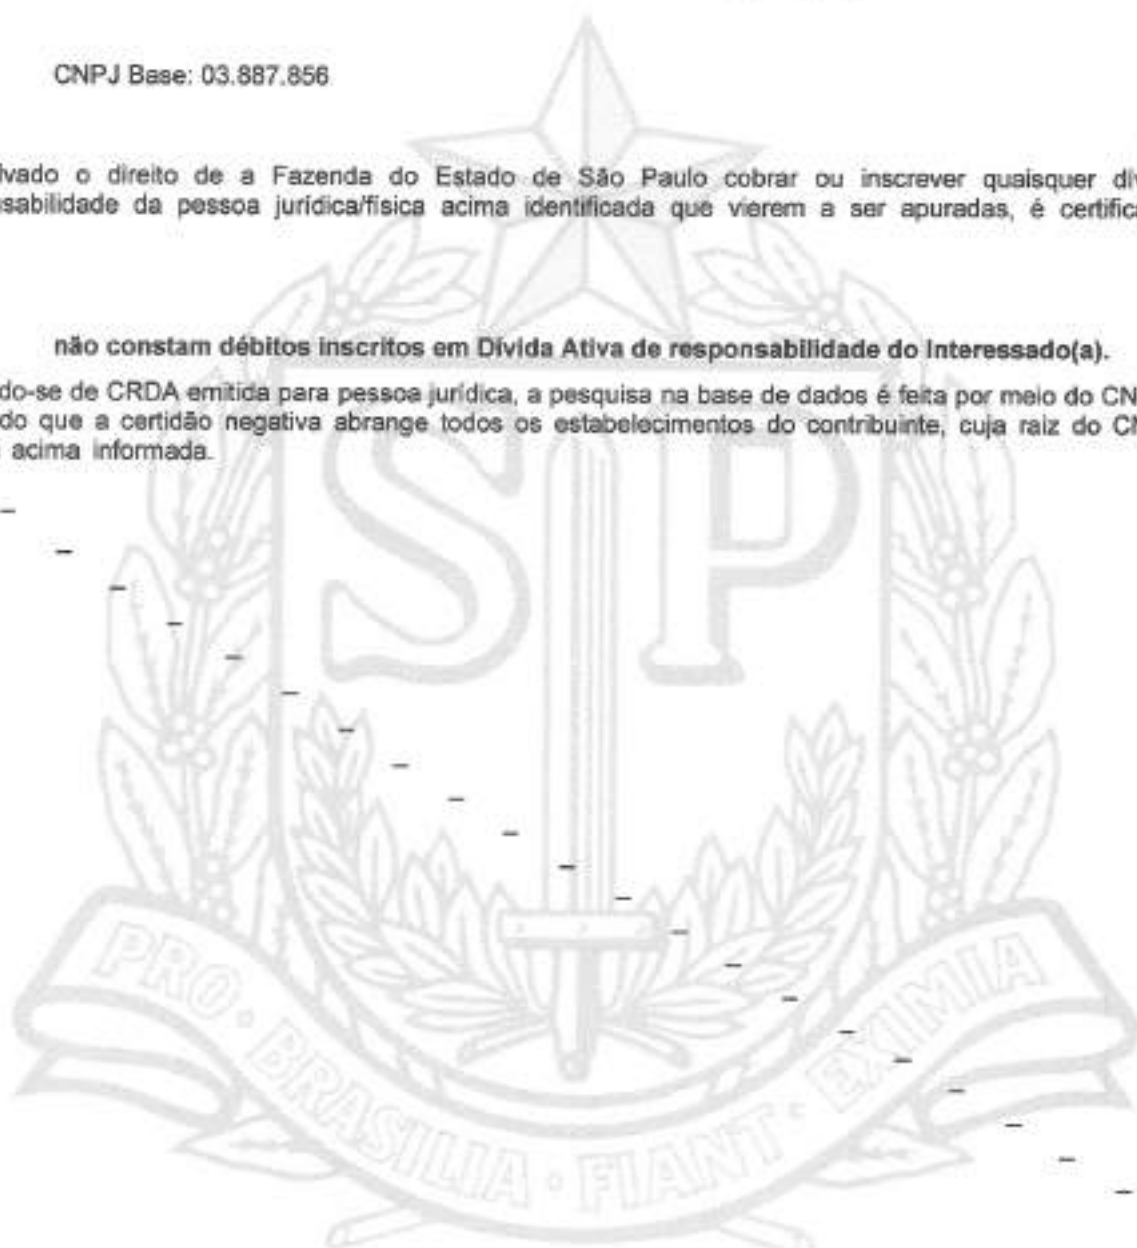 CNPJ Base: 03.887.856
lvado o direito de a Fazenda do Estado de São Paulo cobrar ou inscrever quaisquer dív
nsabilidade da pessoa jurídica/física acima identificada que vierem a ser apuradas, é certifica
não constam débitos inscritos em Dívida Ativa de responsabilidade do Interessado(a).
do-se de CRDA emitida para pessoa jurídica, a pesquisa na base de dados é feita por meio do CN
do que a certidão negativa abrange todos os estabelecimentos do contribuinte, cuja raiz do CN
acima informada.
SP
PRO · BRASILIA · FIANT · EXIMIA